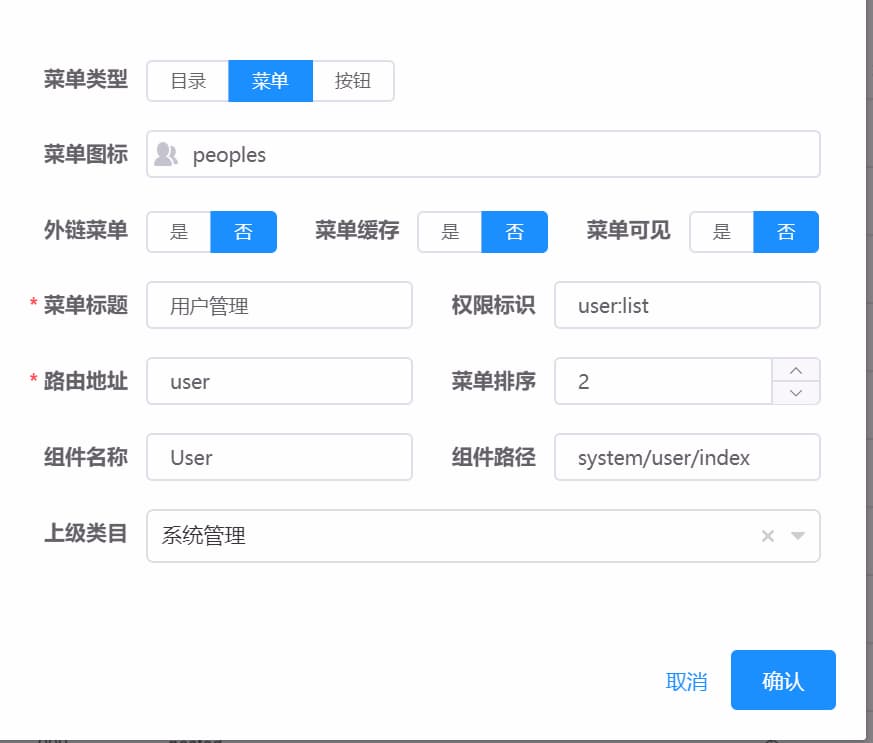 菜单类型 目录 菜单 按钮
菜单图标 peoples
外链菜单 是 否 菜单缓存 是 否 菜单可见 是 否
* 菜单标题 用户管理 权限标识 user:list
* 路由地址 user 菜单排序 2
组件名称 User 组件路径 system/user/index
上级类目 系统管理
取消 确认